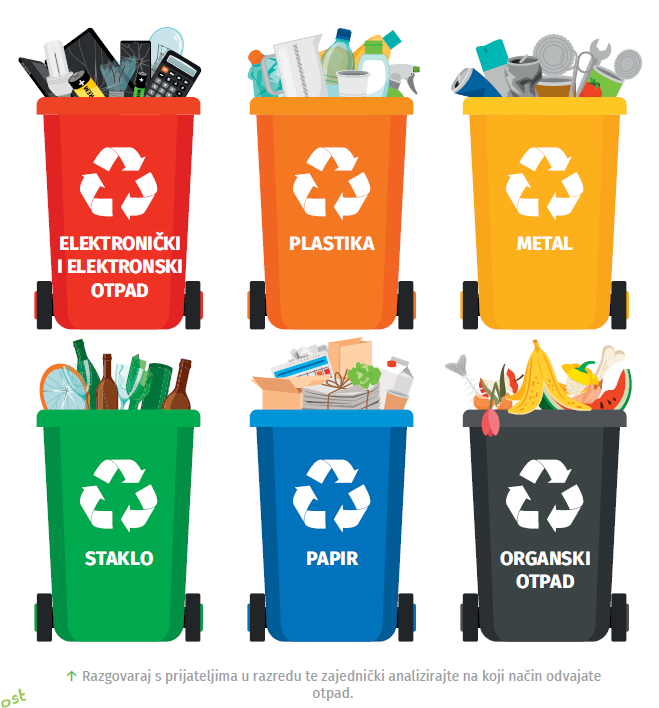 ELEKTRONIČKI
I ELEKTRONSKI
OTPAD
PLASTIKA
METAL
STAKLO
PAPIR
ORGANSKI
OTPAD
↑ Razgovaraj s prijateljima u razredu te zajednički analizirajte na koji način odvajate
otpad.
ost